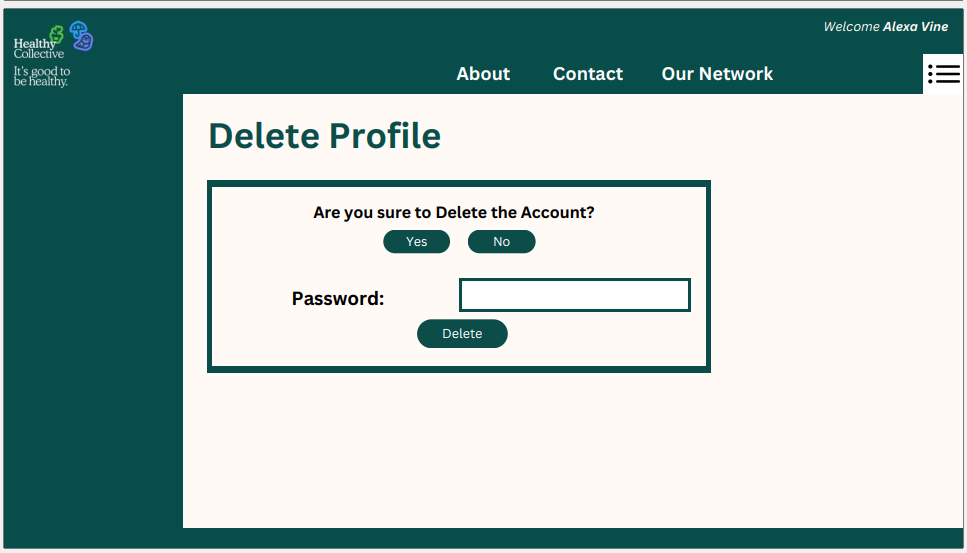 Welcome Alexa Vine
Healthy
Collective
It's good to
be healthy.
About Contact Our Network
Delete Profile
Are you sure to Delete the Account?
Yes No
Password:
Delete